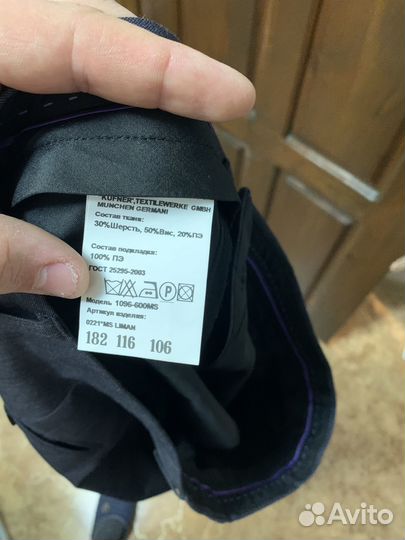 KUFNER',TEXTILEWERKE GMBH
MUNCHEN GERMANI
Состав ткани:
30%Шерсть, 50%Вис, 20%ПЭ
Состав подкладка:
100% ПЭ
ГОСТ 25295-2003
P
Модель 1096-600MS
Артикул изделия:
0221*MS LIMAN
182 116 106
Avito